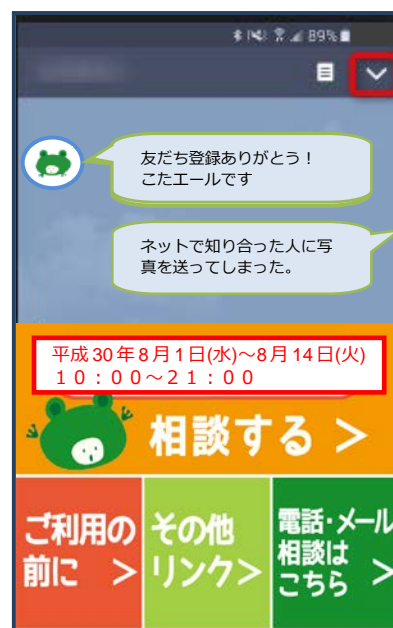 89%
友だち登録ありがとう！
こたエールです
ネットで知り合った人に写
真を送ってしまった。
平成30年8月1日(水)～8月14日(火)
１０：００～２１：００
相談する >
ご利用の
前に >
その他
リンク>
電話･メール
相談は
こちら >